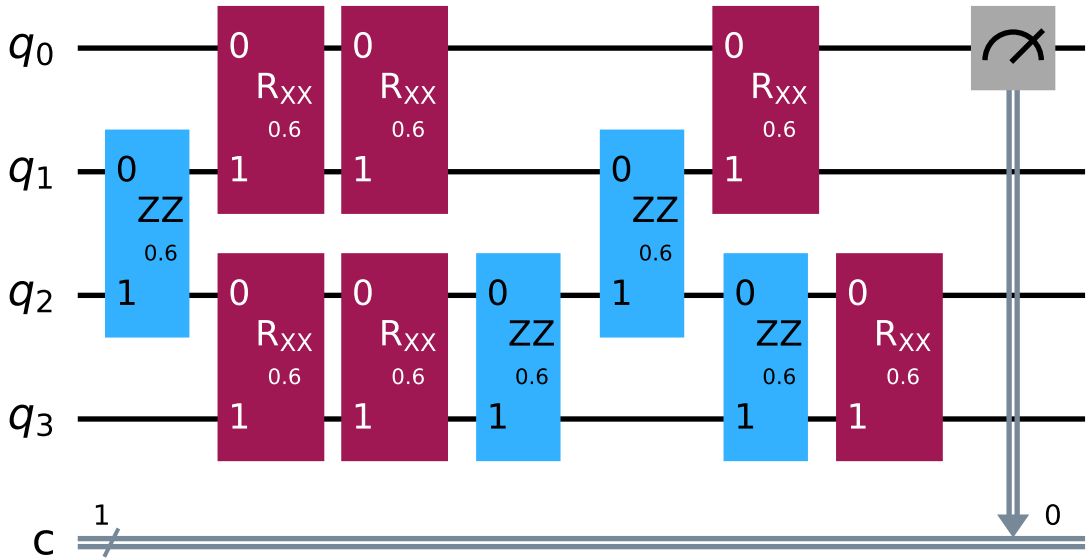 q0
0 0 0
RXX RXX RXX
0.6 0.6 0.6
q1
0 1 1 0 1
ZZ ZZ
0.6 0.6
q2
1 0 0 0 1 0 0
RXX RXX ZZ ZZ RXX
0.6 0.6 0.6 0.6 0.6
q3
1 1 1 1 1
1 0
c